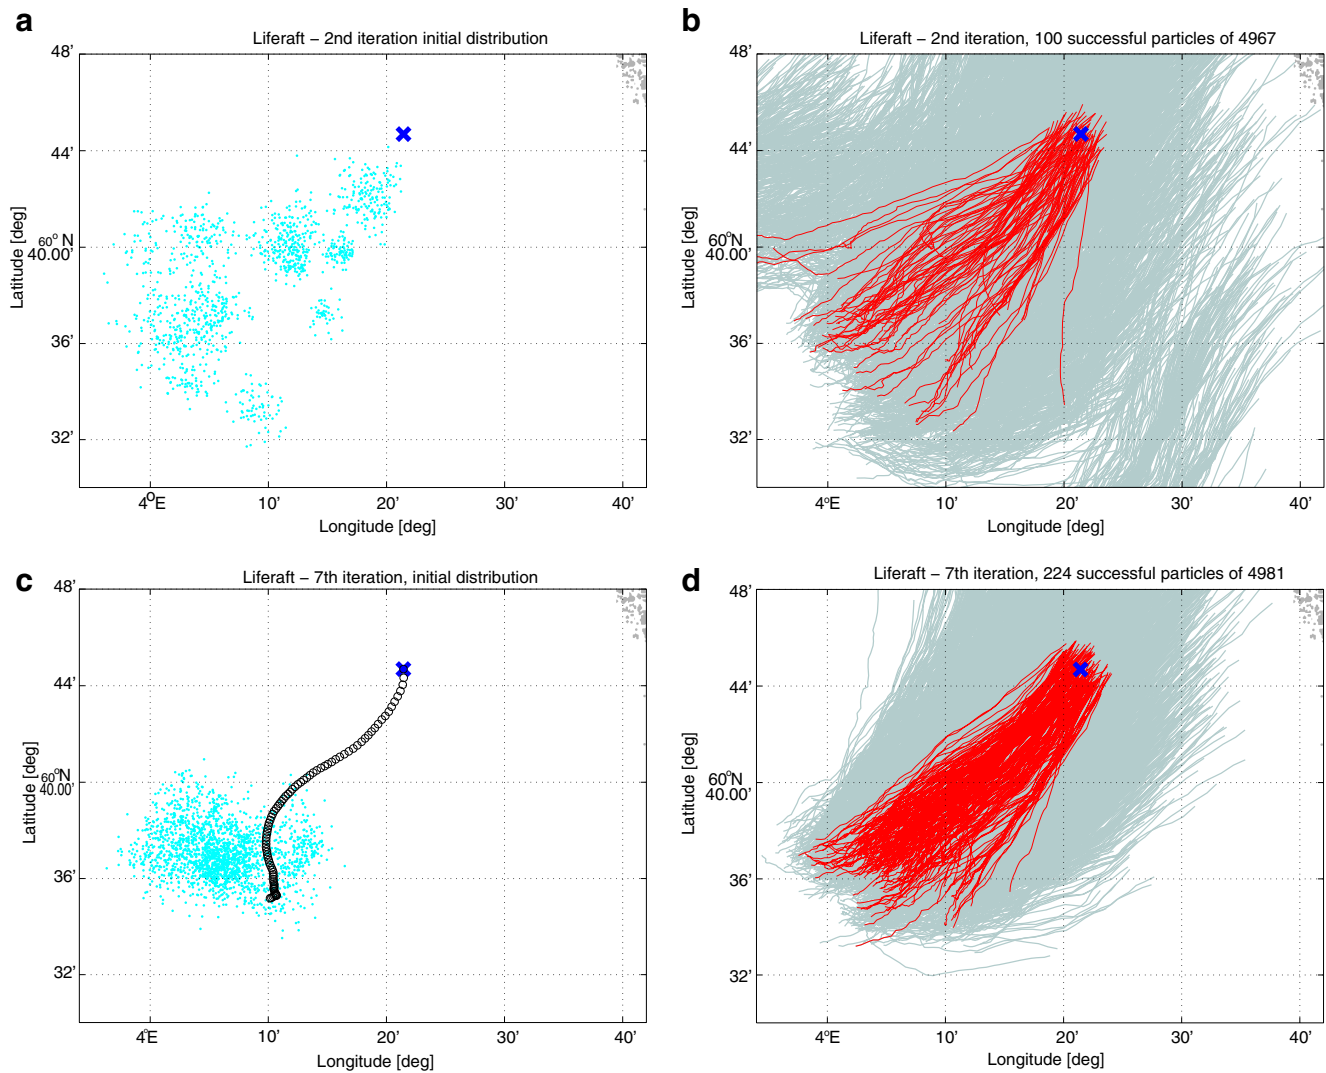 a
Liferaft – 2nd iteration initial distribution
48'
44'
60°N
40.00'
36'
32'
4°E
10'
20'
30'
40'
Latitude [deg]
Longitude [deg]
b
Liferaft – 2nd iteration, 100 successful particles of 4967
48'
44'
60°N
40.00'
36'
32'
4°E
10'
20'
30'
40'
Latitude [deg]
Longitude [deg]
c
Liferaft – 7th iteration, initial distribution
48'
44'
60°N
40.00'
36'
32'
4°E
10'
20'
30'
40'
Latitude [deg]
Longitude [deg]
d
Liferaft – 7th iteration, 224 successful particles of 4981
48'
44'
60°N
40.00'
36'
32'
4°E
10'
20'
30'
40'
Latitude [deg]
Longitude [deg]